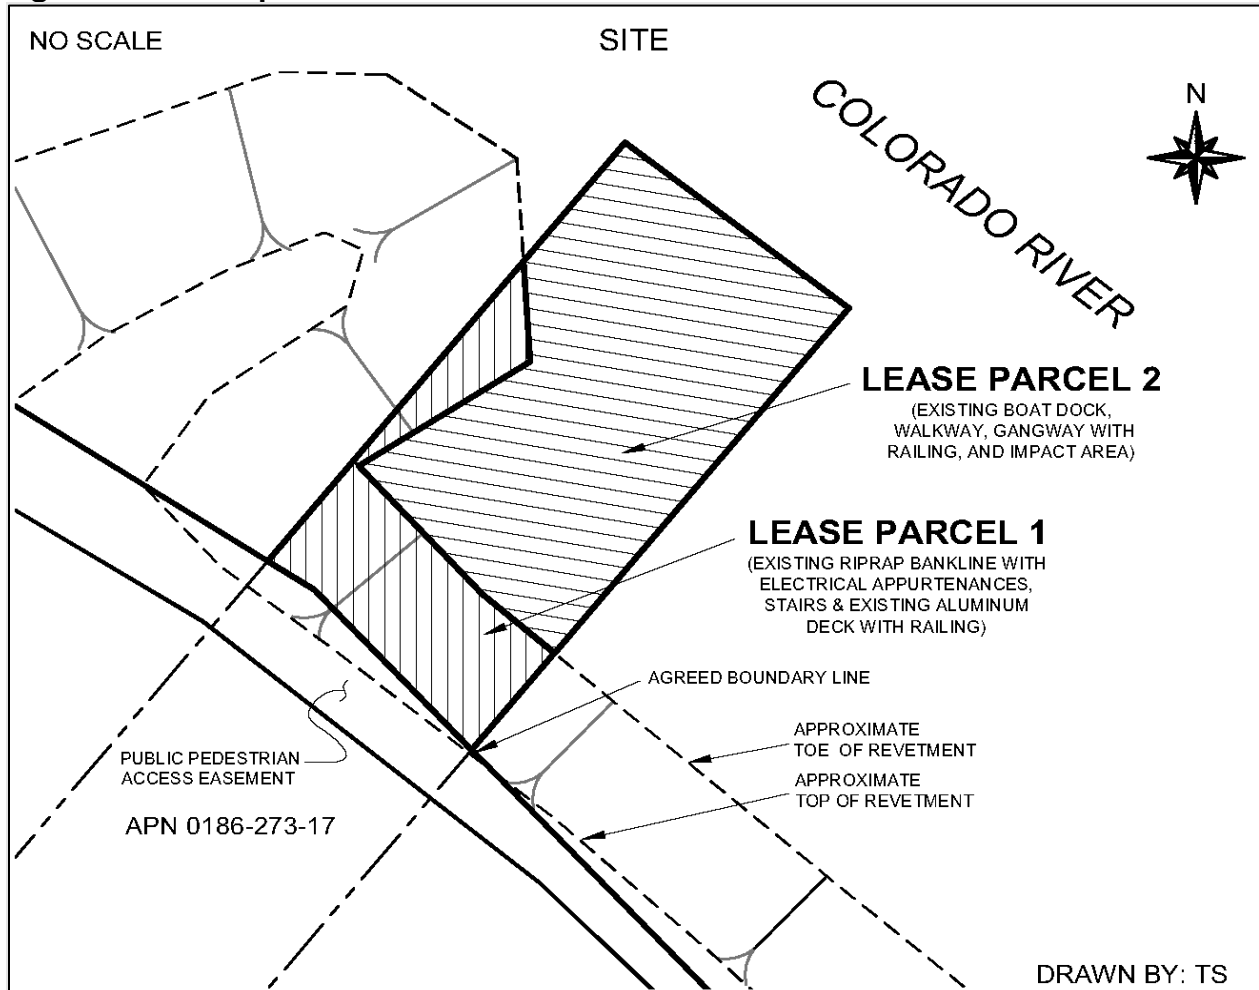 NO SCALE
SITE
N
COLORADO RIVER
LEASE PARCEL 2
(EXISTING BOAT DOCK,
WALKWAY, GANGWAY WITH
RAILING, AND IMPACT AREA)
LEASE PARCEL 1
(EXISTING RIPRAP BANKLINE WITH
ELECTRICAL APPURTENANCES,
STAIRS & EXISTING ALUMINUM
DECK WITH RAILING)
AGREED BOUNDARY LINE
APPROXIMATE
TOE OF REVETMENT
APPROXIMATE
TOP OF REVETMENT
PUBLIC PEDESTRIAN
ACCESS EASEMENT
APN 0186-273-17
DRAWN BY: TS